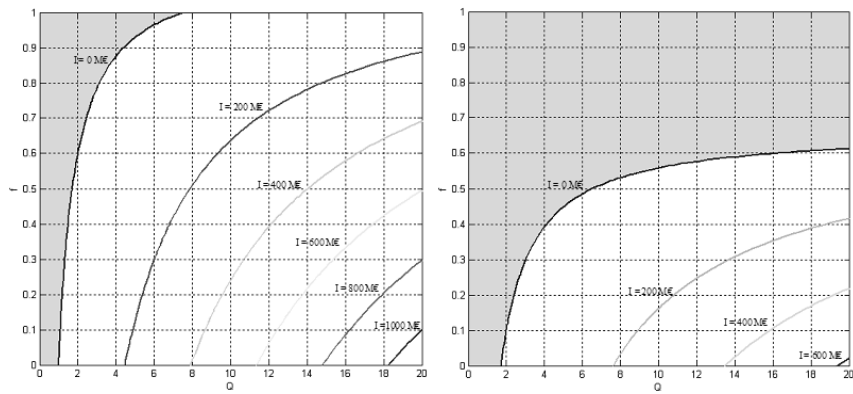 1
0.9
0.8
0.7
0.6
0.5
0.4
0.3
0.2
0.1
0
f
I = 0 M€
I = 200 M€
I = 400 M€
I = 600 M€
I = 800 M€
I = 1000 M€
0 2 4 6 8 10 12 14 16 18 20
Q
1
0.9
0.8
0.7
0.6
0.5
0.4
0.3
0.2
0.1
0
f
I = 0 M€
I = 200 M€
I = 400 M€
I = 600 M€
0 2 4 6 8 10 12 14 16 18 20
Q